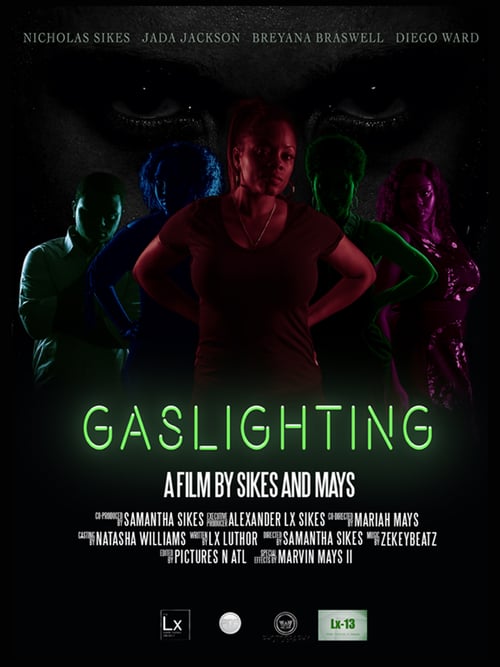 NICHOLAS SIKES JADA JACKSON BREYANA BRASWELL DIEGO WARD
GASLIGHTING
A FILM BY SIKES AND MAYS
CO-PRODUCED BY SAMANTHA SIKES EXECUTIVE PRODUCER ALEXANDER LX SIKES CO-DIRECTED BY MARIAH MAYS
CASTING BY NATASHA WILLIAMS WRITTEN BY LX LUTHOR DIRECTED BY SAMANTHA SIKES MUSIC BY ZEKEYBEATZ
EDITED BY PICTURES N ATL SPECIAL EFFECTS BY MARVIN MAYS II
Lx Lx-13